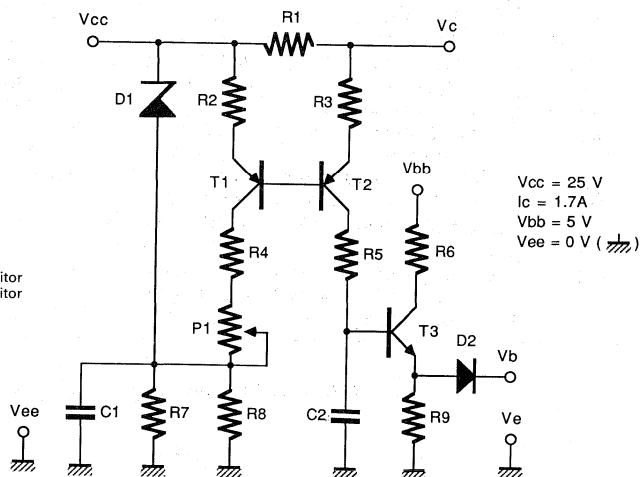 Vcc
R1
Vc
D1
R2
R3
T1
T2
Vbb
Vcc = 25 V
Ic = 1.7A
Vbb = 5 V
Vee = 0 V ( )
R4
R5
R6
itor
itor
P1
T3
D2
Vb
Vee
C1
R7
R8
C2
R9
Ve